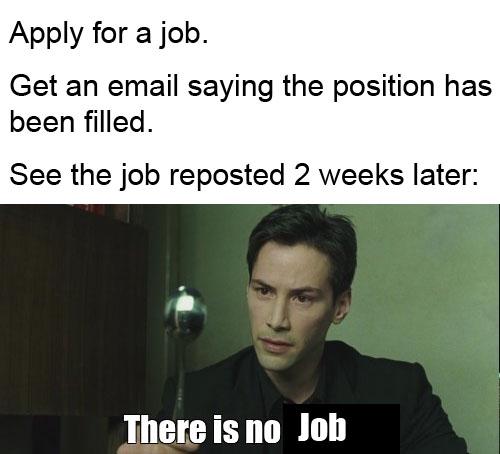 Apply for a job.
Get an email saying the position has
been filled.
See the job reposted 2 weeks later:
There is no Job